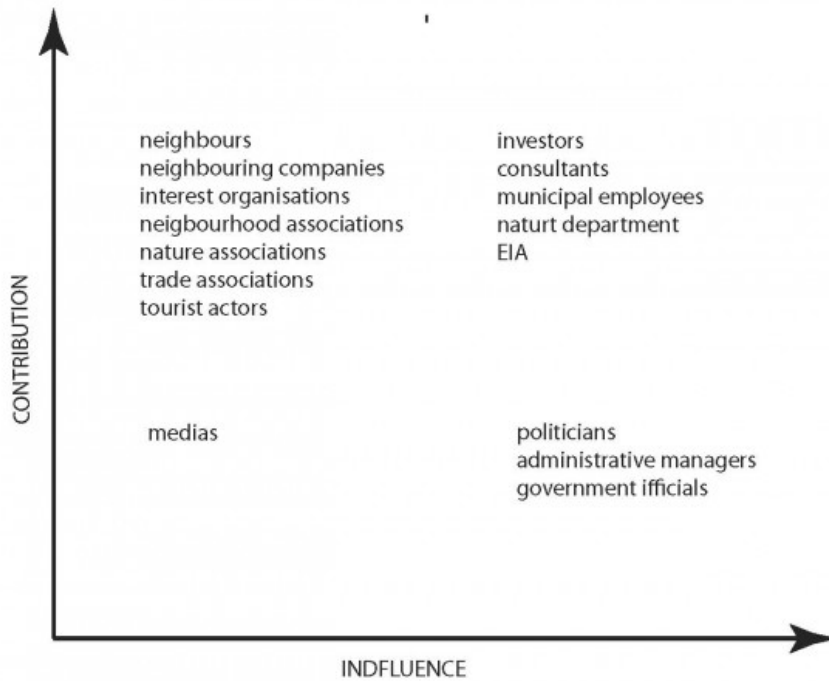 neighbours
neighbouring companies
interest organisations
neigbourhood associations
nature associations
trade associations
tourist actors
investors
consultants
municipal employees
naturt department
EIA
CONTRIBUTION
medias
politicians
administrative managers
government ifficials
INDFLUENCE